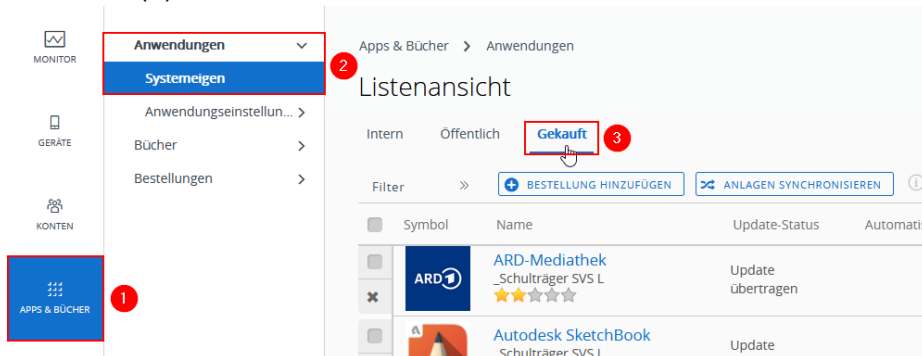 MONITOR
GERÄTE
KONTEN
APPS & BÜCHER
1
Anwendungen
Systemeigen
2
Anwendungseinstellun...
Bücher
Bestellungen
Apps & Bücher > Anwendungen
Listenansicht
Intern Öffentlich Gekauft 3
Filter » BESTELLUNG HINZUFÜGEN ANLAGEN SYNCHRONISIEREN
Symbol Name Update-Status
ARD 1 ARD-Mediathek
_Schulträger SVS L
Update
übertragen
Autodesk SketchBook
_Schulträger SVS L
Update